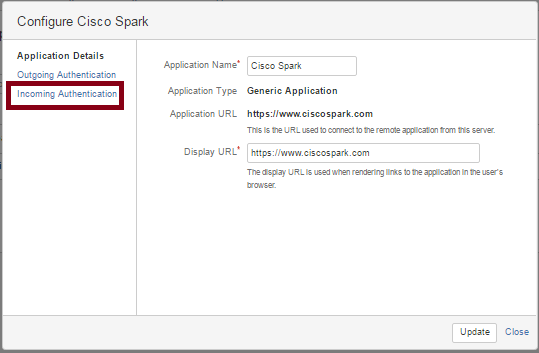 Configure Cisco Spark
Application Details
Outgoing Authentication
Incoming Authentication
Application Name* Cisco Spark
Application Type Generic Application
Application URL https://www.ciscospark.com
This is the URL used to connect to the remote application from this server.
Display URL* https://www.ciscospark.com
The display URL is used when rendering links to the application in the user's
browser.
Update Close